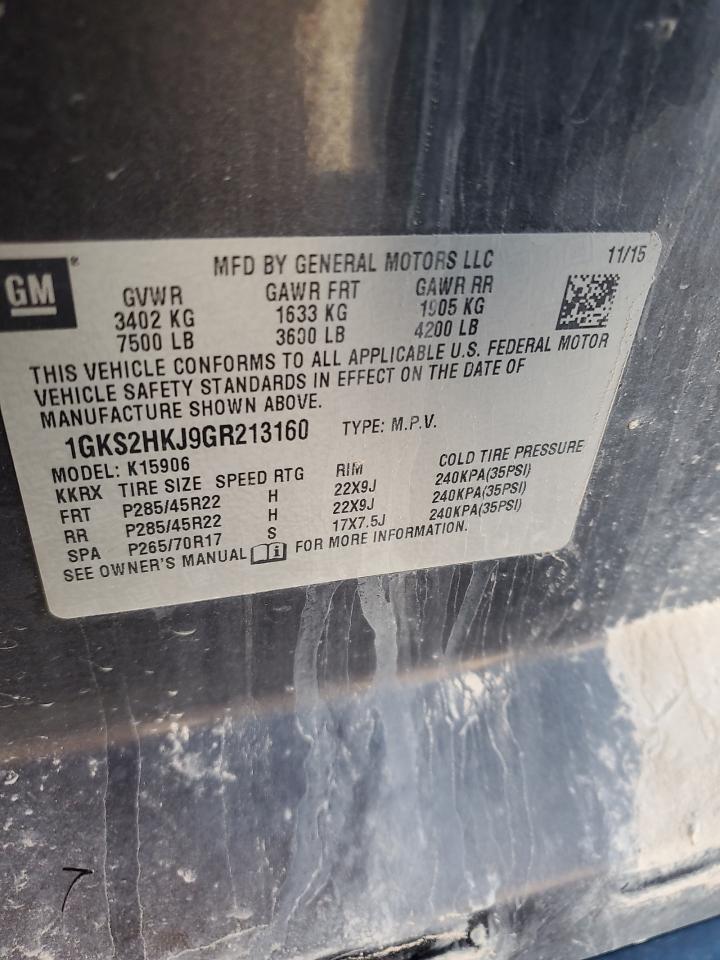 GM
®
MFD BY GENERAL MOTORS LLC 11/15
GVWR GAWR FRT GAWR RR
3402 KG 1633 KG 1905 KG
7500 LB 3600 LB 4200 LB
THIS VEHICLE CONFORMS TO ALL APPLICABLE U.S. FEDERAL MOTOR
VEHICLE SAFETY STANDARDS IN EFFECT ON THE DATE OF
MANUFACTURE SHOWN ABOVE.
1GKS2HKJ9GR213160 TYPE: M.P.V.
MODEL: K15906
KKRX TIRE SIZE SPEED RTG RIM COLD TIRE PRESSURE
FRT P285/45R22 H 22X9J 240KPA(35PSI)
RR P285/45R22 H 22X9J 240KPA(35PSI)
SPA P265/70R17 S 17X7.5J 240KPA(35PSI)
SEE OWNER'S MANUAL FOR MORE INFORMATION.
7